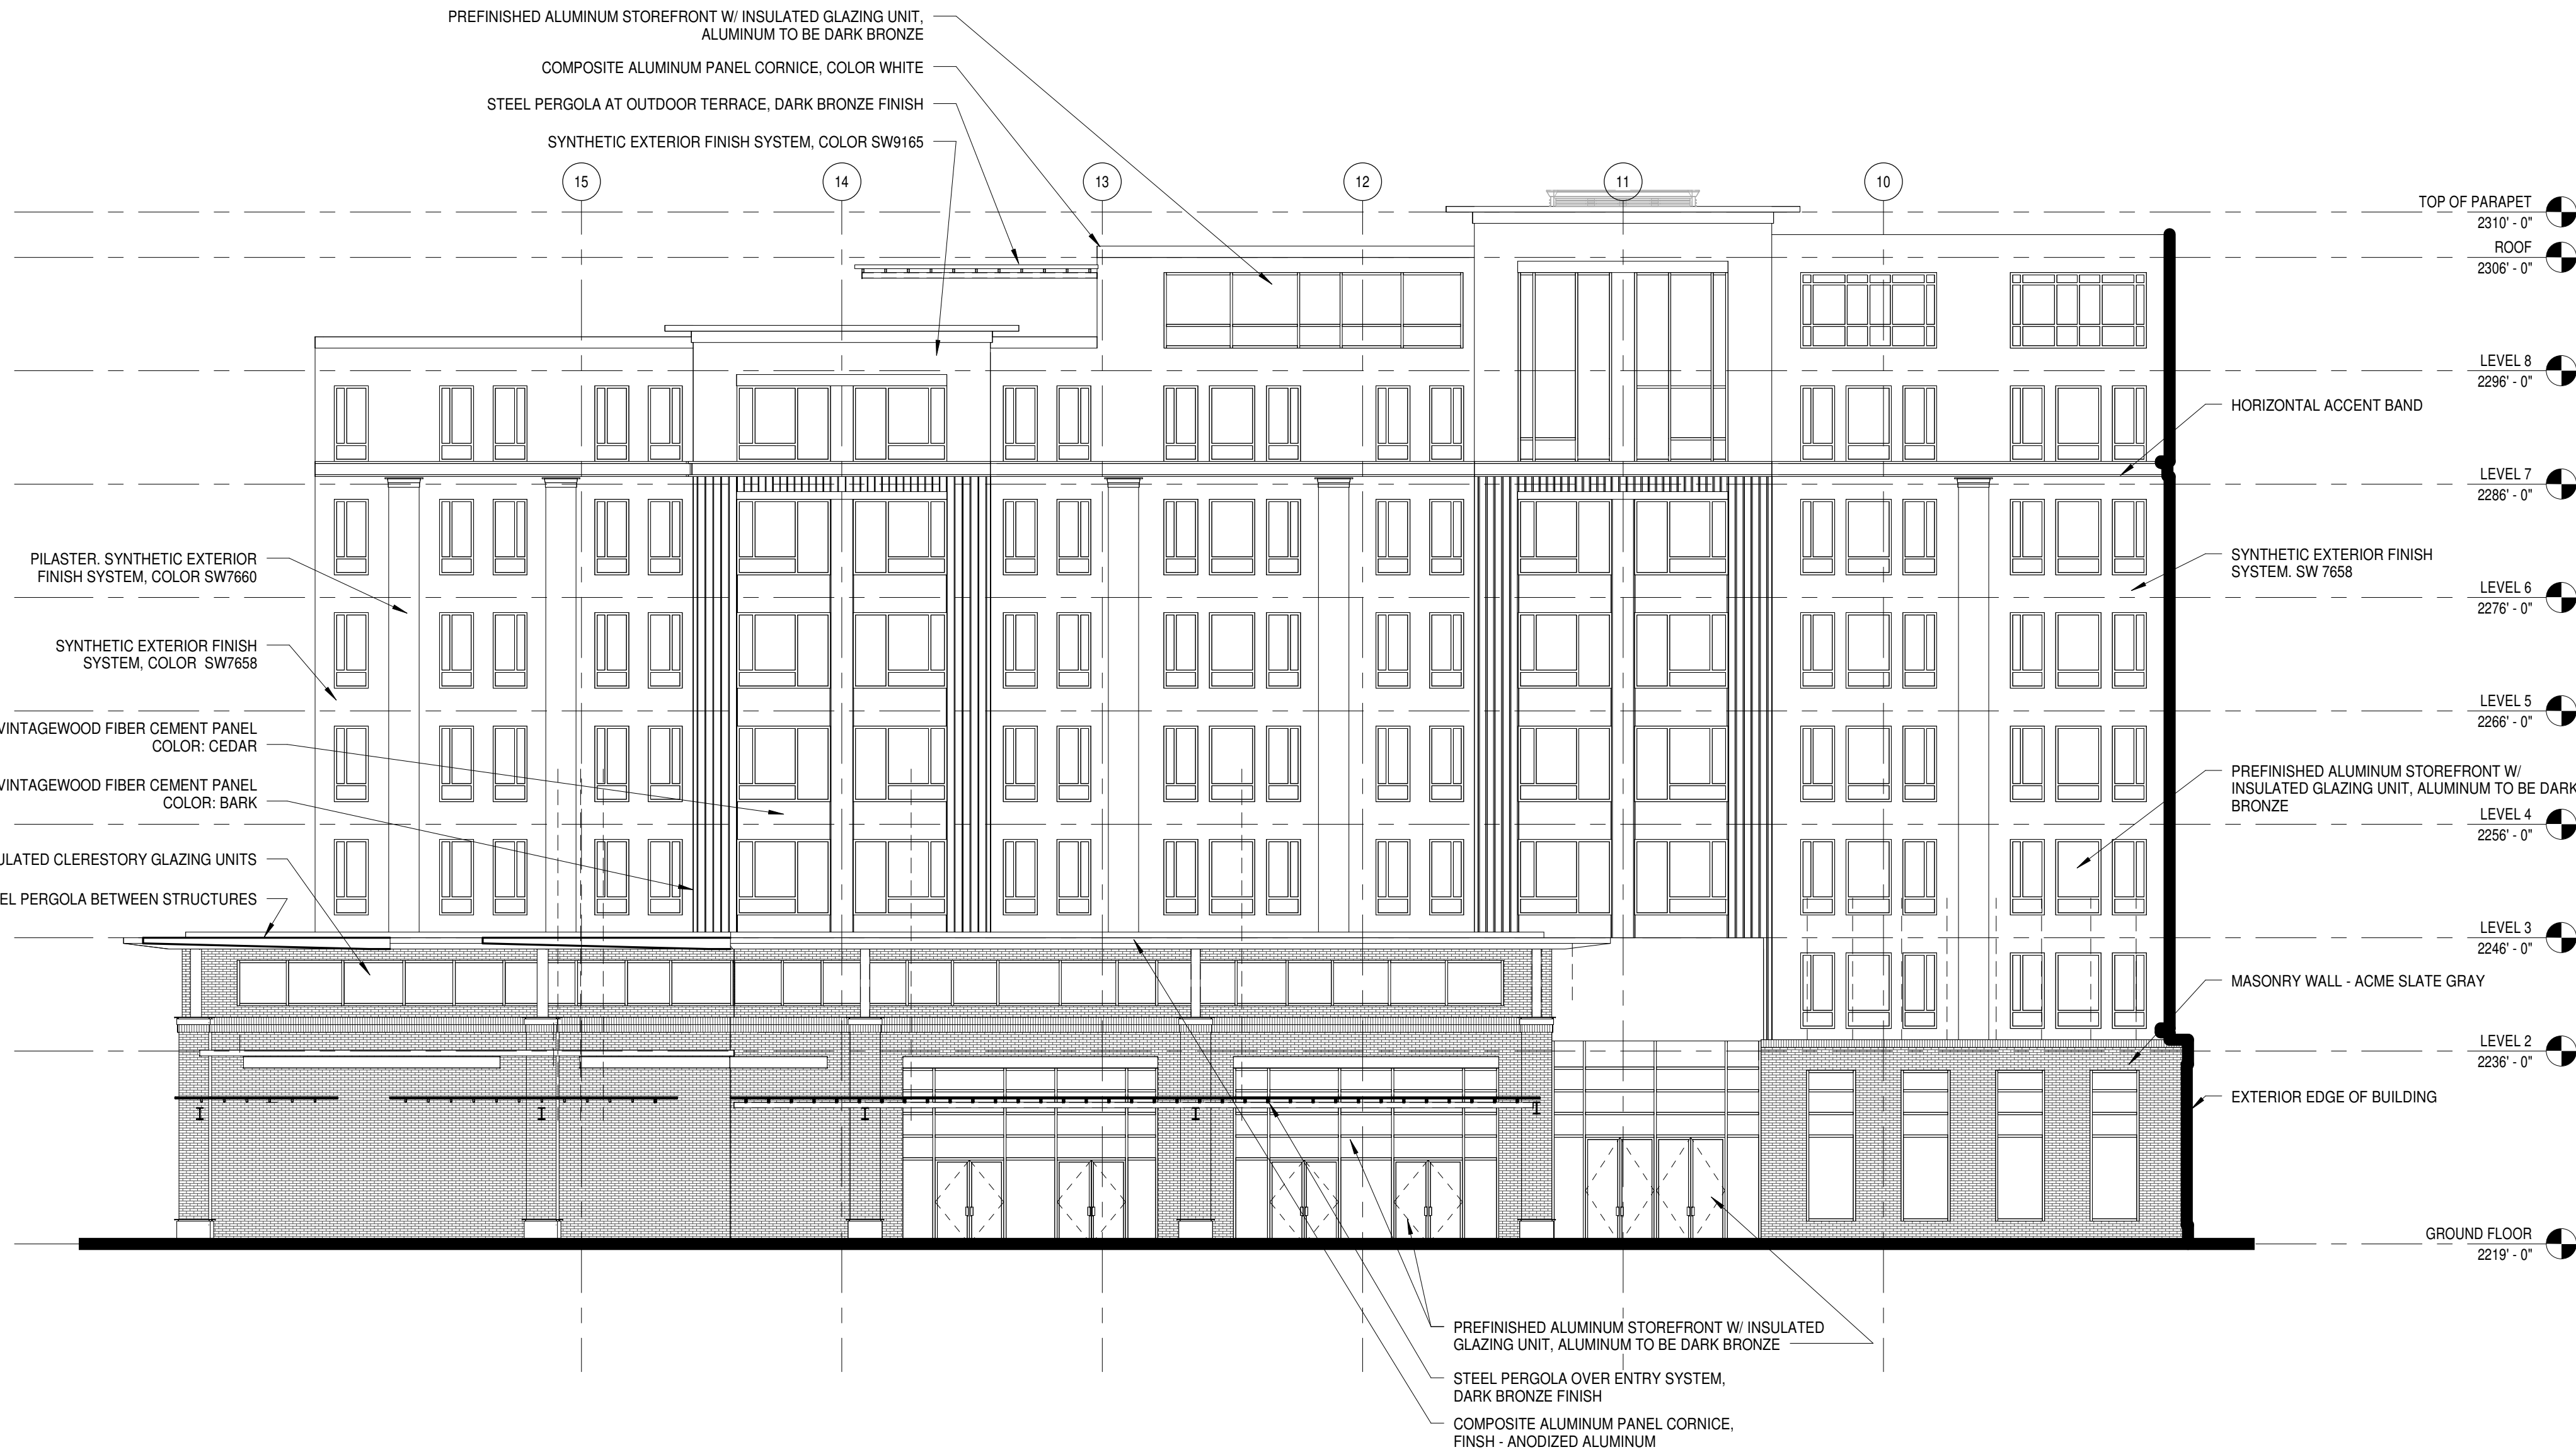 PREFINISHED ALUMINUM STOREFRONT W/ INSULATED GLAZING UNIT,
ALUMINUM TO BE DARK BRONZE
COMPOSITE ALUMINUM PANEL CORNICE, COLOR WHITE
STEEL PERGOLA AT OUTDOOR TERRACE, DARK BRONZE FINISH
SYNTHETIC EXTERIOR FINISH SYSTEM, COLOR SW9165
15
14
13
12
11
10
TOP OF PARAPET
2310' - 0"
ROOF
2306' - 0"
LEVEL 8
2296' - 0"
HORIZONTAL ACCENT BAND
LEVEL 7
2286' - 0"
PILASTER. SYNTHETIC EXTERIOR
FINISH SYSTEM, COLOR SW7660
SYNTHETIC EXTERIOR FINISH
SYSTEM. SW 7658
LEVEL 6
2276' - 0"
SYNTHETIC EXTERIOR FINISH
SYSTEM, COLOR  SW7658
LEVEL 5
2266' - 0"
VINTAGEWOOD FIBER CEMENT PANEL
COLOR: CEDAR
PREFINISHED ALUMINUM STOREFRONT W/
INSULATED GLAZING UNIT, ALUMINUM TO BE DARK
BRONZE
VINTAGEWOOD FIBER CEMENT PANEL
COLOR: BARK
LEVEL 4
2256' - 0"
ULATED CLERESTORY GLAZING UNITS
EL PERGOLA BETWEEN STRUCTURES
LEVEL 3
2246' - 0"
MASONRY WALL - ACME SLATE GRAY
LEVEL 2
2236' - 0"
EXTERIOR EDGE OF BUILDING
GROUND FLOOR
2219' - 0"
PREFINISHED ALUMINUM STOREFRONT W/ INSULATED
GLAZING UNIT, ALUMINUM TO BE DARK BRONZE
STEEL PERGOLA OVER ENTRY SYSTEM,
DARK BRONZE FINISH
COMPOSITE ALUMINUM PANEL CORNICE,
FINSH - ANODIZED ALUMINUM